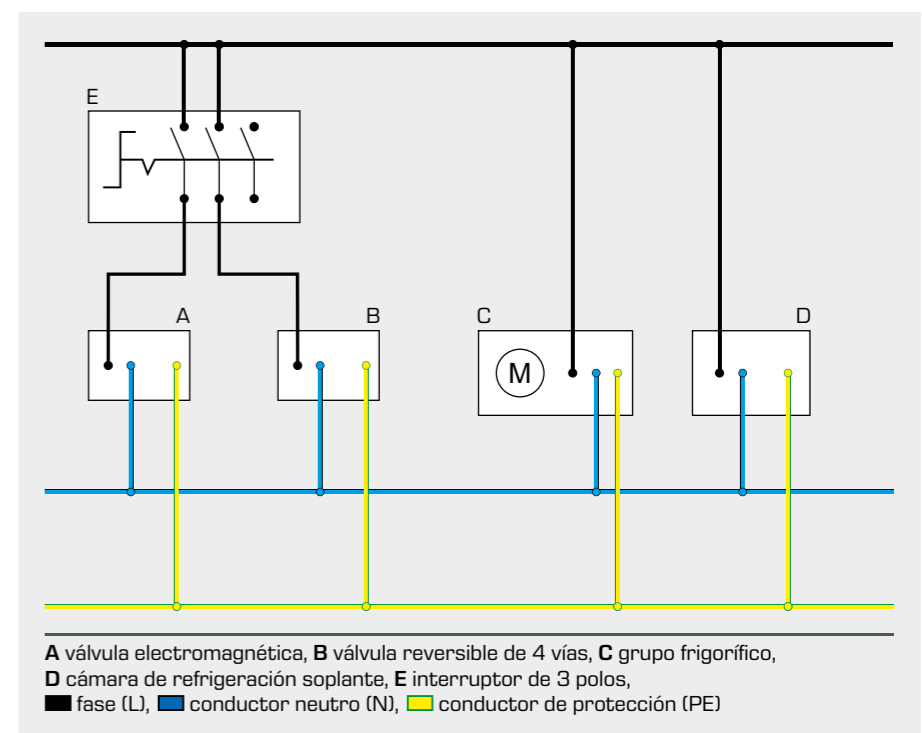 E
A
B
C
D
M
A válvula electromagnética, B válvula reversible de 4 vías, C grupo frigorífico,
D cámara de refrigeración soplante, E interruptor de 3 polos,
fase (L), conductor neutro (N), conductor de protección (PE)